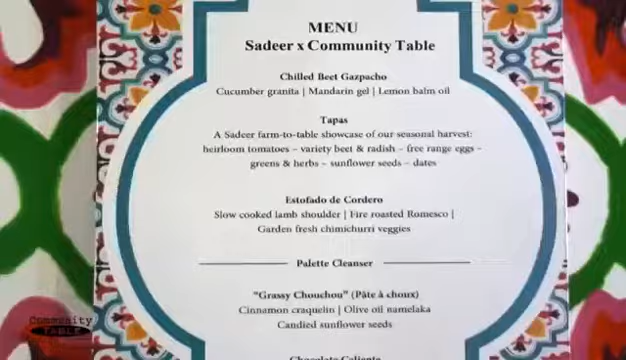 MENU
Sadeer x Community Table
Chilled Beet Gazpacho
Cucumber granita | Mandarin gel | Lemon balm oil
Tapas
A Sadeer farm-to-table showcase of our seasonal harvest:
heirloom tomatoes ~ variety beet & radish ~ free range eggs ~
greens & herbs ~ sunflower seeds ~ dates
Estofado de Cordero
Slow cooked lamb shoulder | Fire roasted Romesco |
Garden fresh chimichurri veggies
Palette Cleanser
"Grassy Chouchou" (Pâte à choux)
Cinnamon craquelin | Olive oil namelaka
Candied sunflower seeds
Chocolate Caliente
Community
TABLE